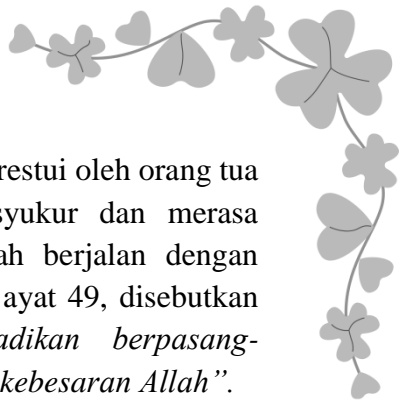 restui oleh orang tua
syukur dan merasa
ah berjalan dengan
ayat 49, disebutkan
adikan berpasang-
kebesaran Allah”.